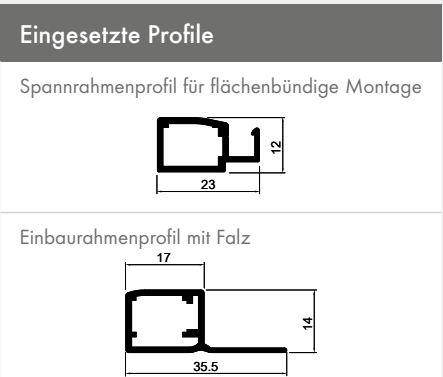 Eingesetzte Profile
Spannrahmenprofil für flächenbündige Montage
12
23
Einbaurahmenprofil mit Falz
17
14
35.5